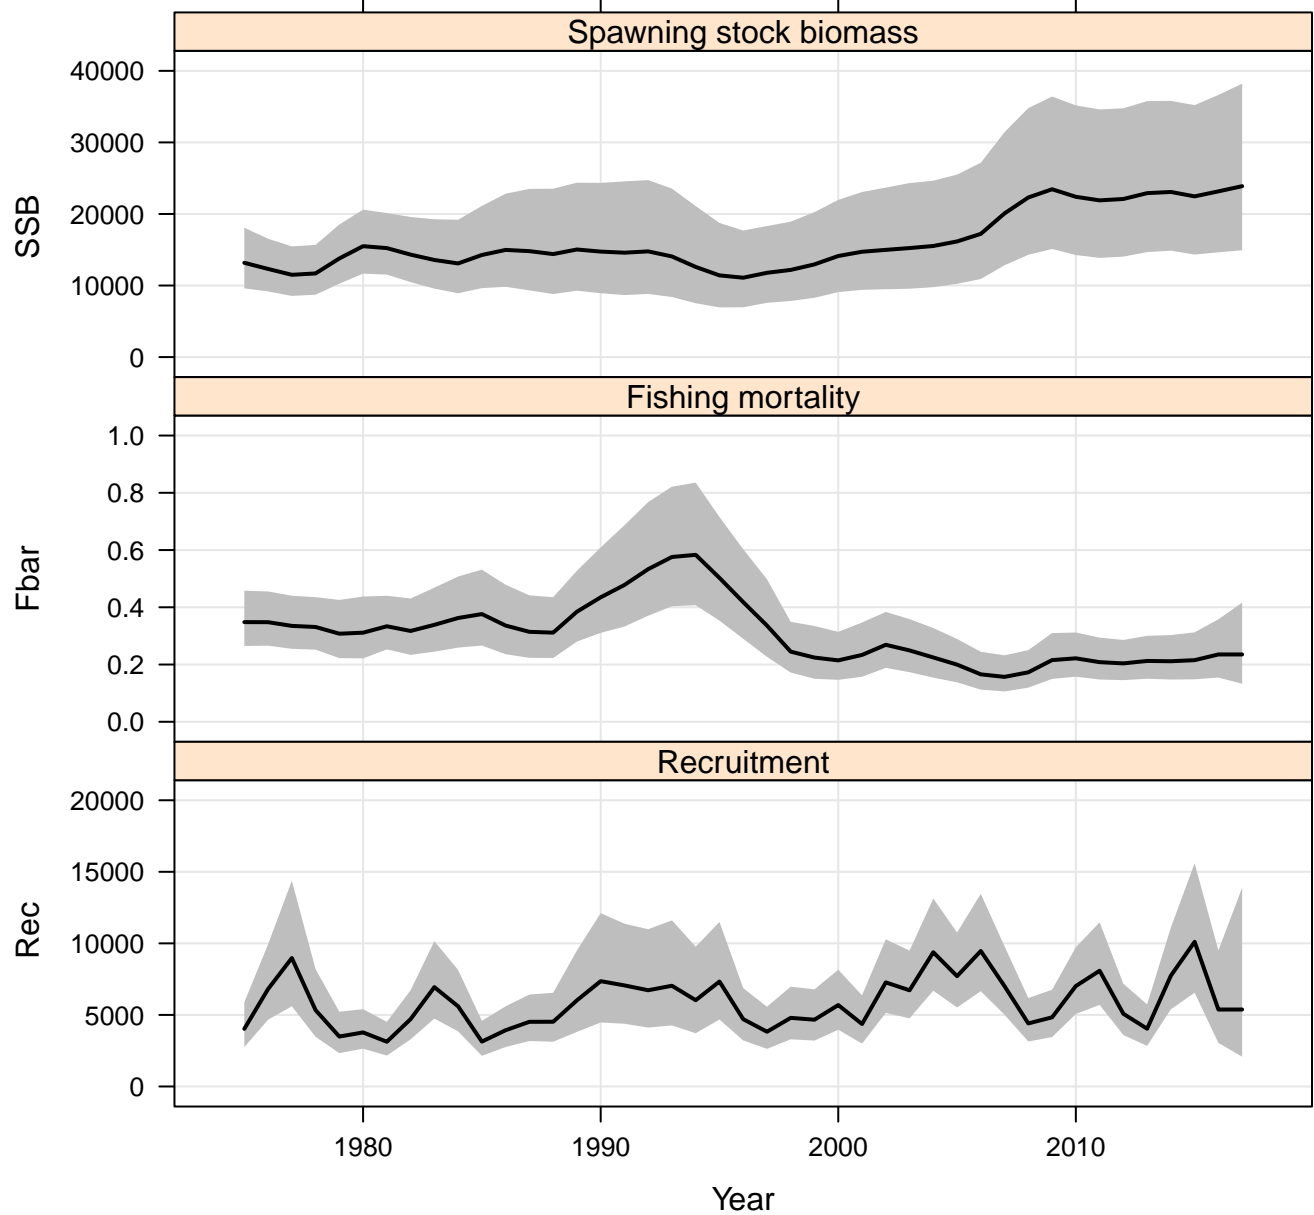 Spawning stock biomass
40000
30000
20000
10000
0
SSB
Fishing mortality
1.0
0.8
0.6
0.4
0.2
0.0
Fbar
Recruitment
20000
15000
10000
5000
0
Rec
1980 1990 2000 2010
Year